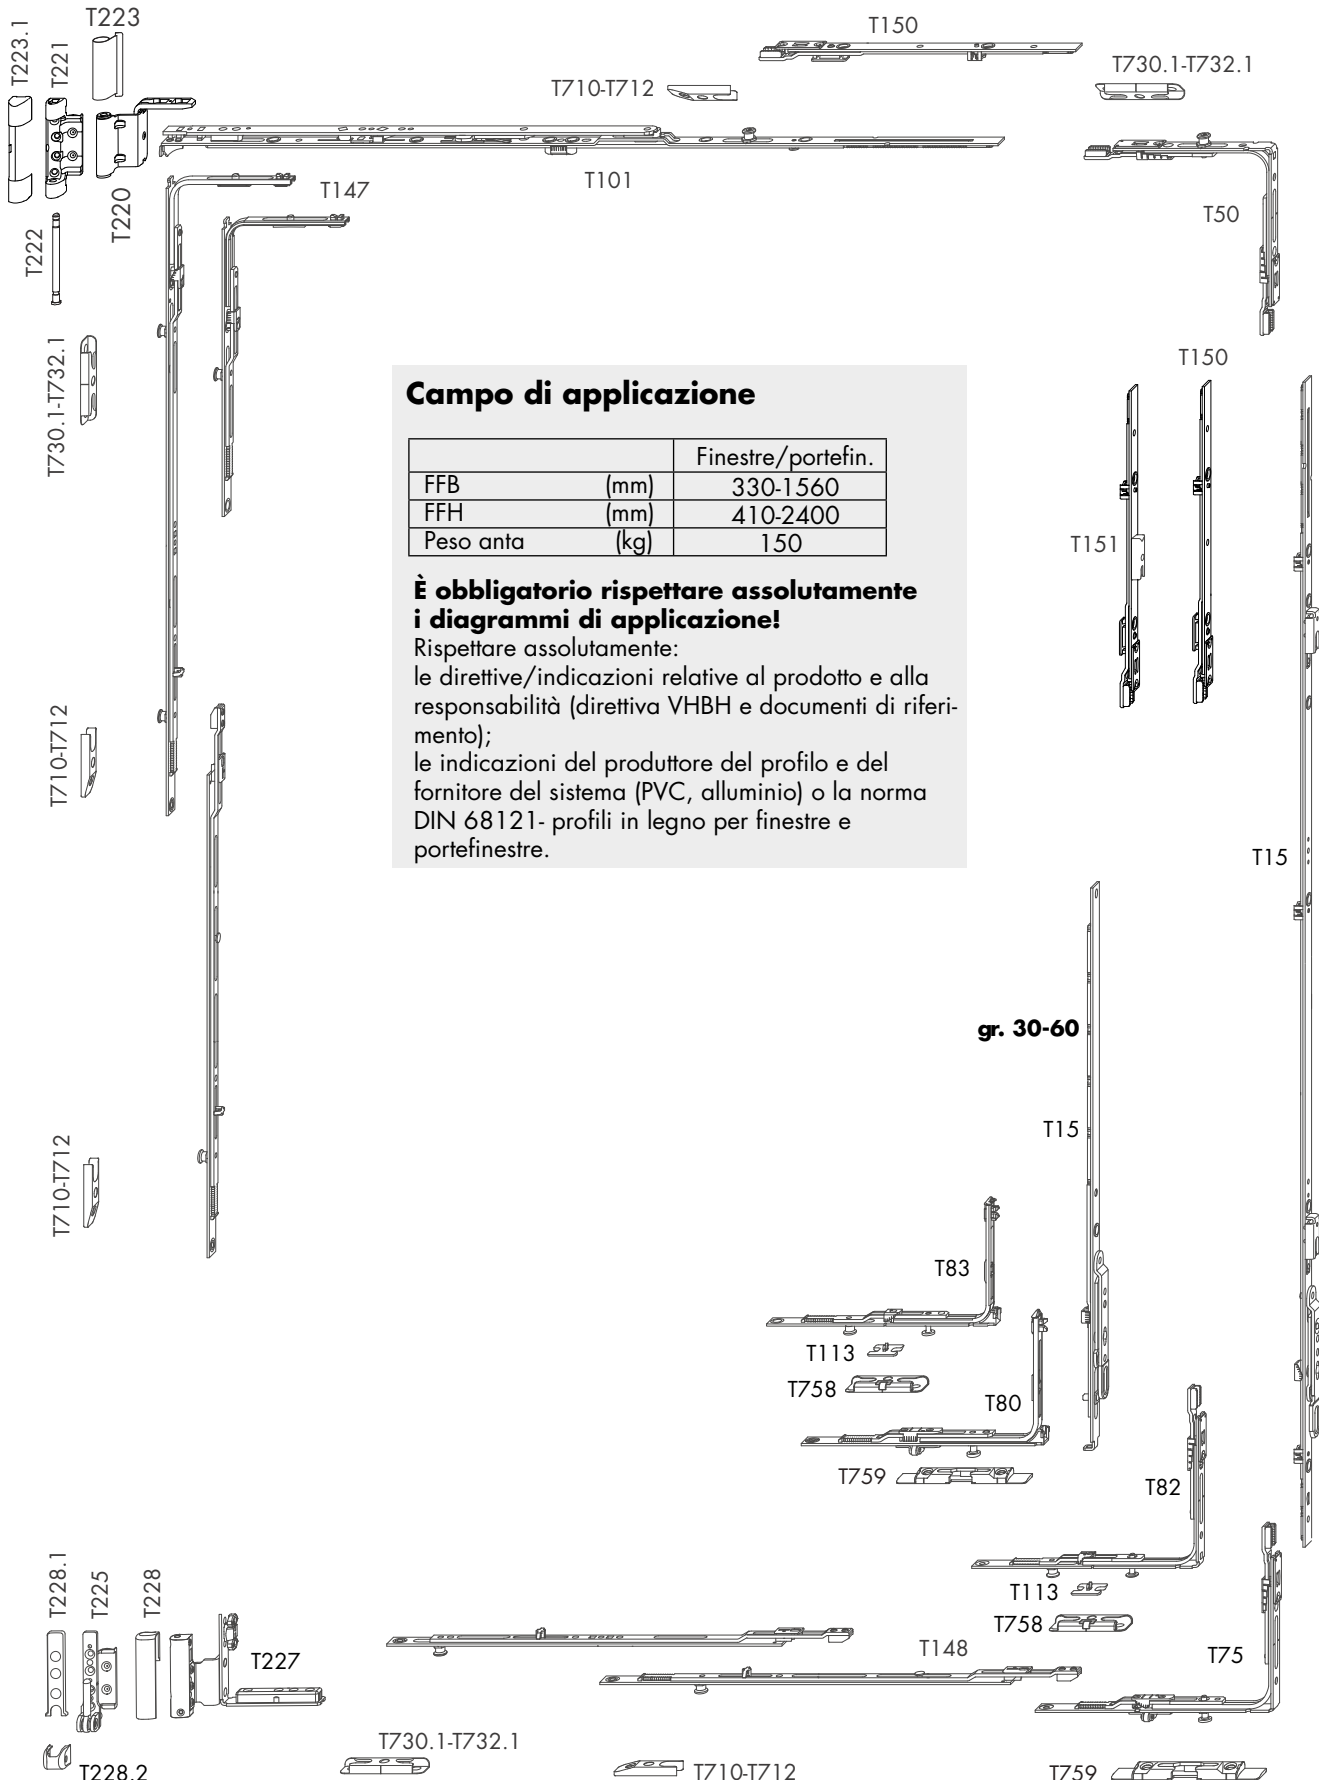 T223
T150
T223.1
T221
T710-T712
T730.1-T732.1
T220
T101
T147
T50
T222
T730.1-T732.1
T150
Campo di applicazione
Finestre/portefin.
FFB (mm) 330-1560
FFH (mm) 410-2400
Peso anta (kg) 150
T151
È obbligatorio rispettare assolutamente
i diagrammi di applicazione!
Rispettare assolutamente:
le direttive/indicazioni relative al prodotto e alla
responsabilità (direttiva VHBH e documenti di riferi-
mento);
le indicazioni del produttore del profilo e del
fornitore del sistema (PVC, alluminio) o la norma
DIN 68121- profili in legno per finestre e
portefinestre.
T710-T712
T15
gr. 30-60
T15
T710-T712
T83
T113
T758
T80
T759
T82
T113
T758
T228.1
T225
T228
T227
T148
T75
T730.1-T732.1
T710-T712
T759
T228.2